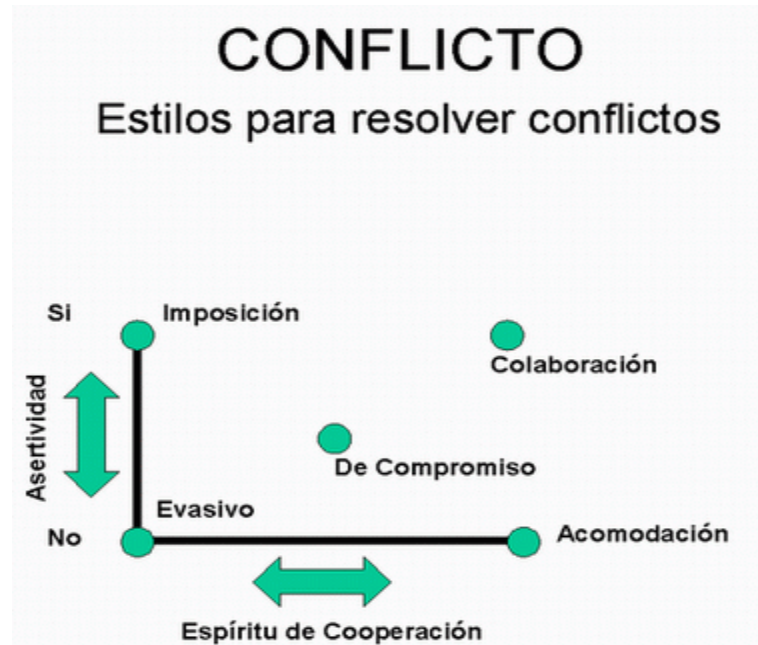 CONFLICTO
Estilos para resolver conflictos
Si
Imposición
Colaboración
Asertividad
De Compromiso
Evasivo
No
Acomodación
Espíritu de Cooperación